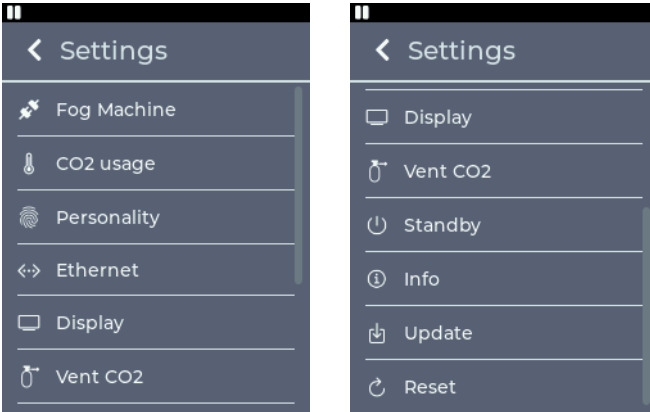 Settings
Fog Machine
CO2 usage
Personality
Ethernet
Display
Vent CO2
Settings
Display
Vent CO2
Standby
Info
Update
Reset